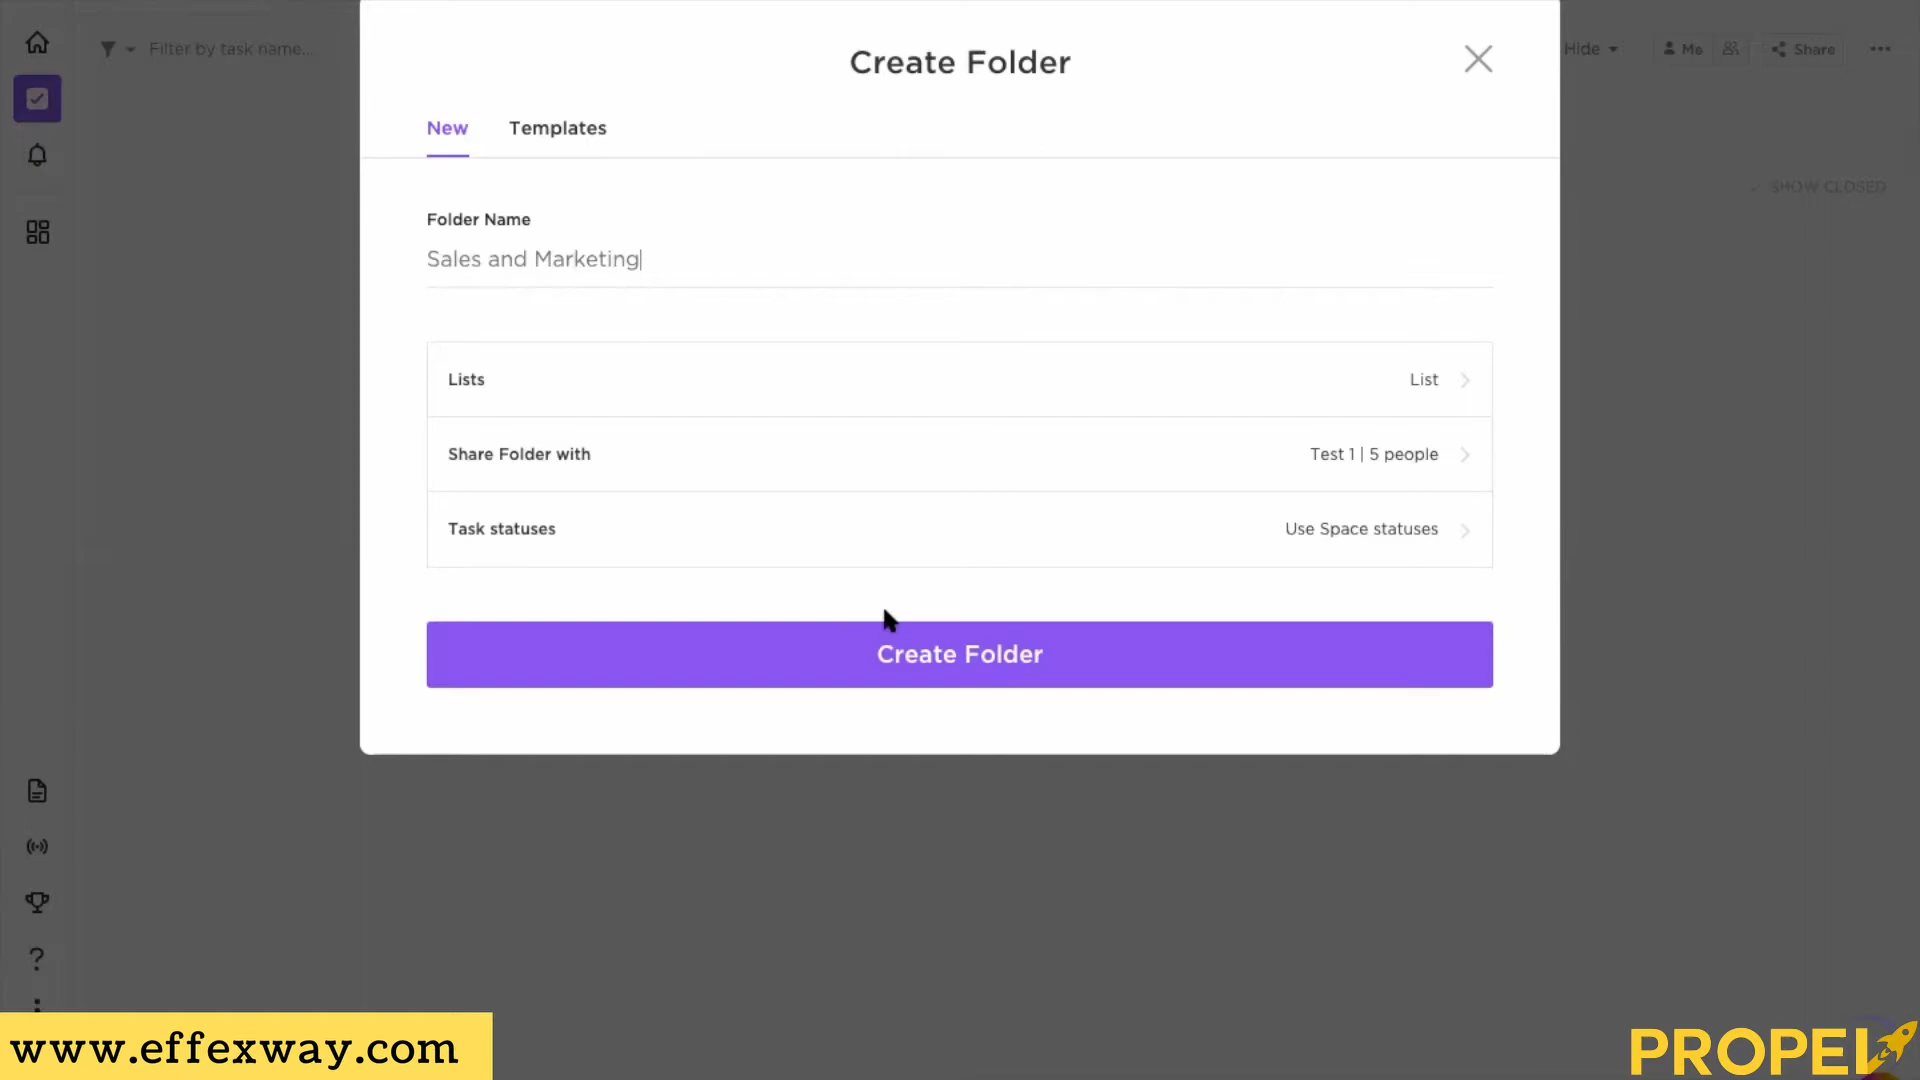 Create Folder
Filter by task name...
Hide
Me
Share
New
Templates
SHOW CLOSED
Folder Name
Sales and Marketing
Lists
List
Share Folder with
Test 1 | 5 people
Task statuses
Use Space statuses
Create Folder
www.effexway.com
PROPEL